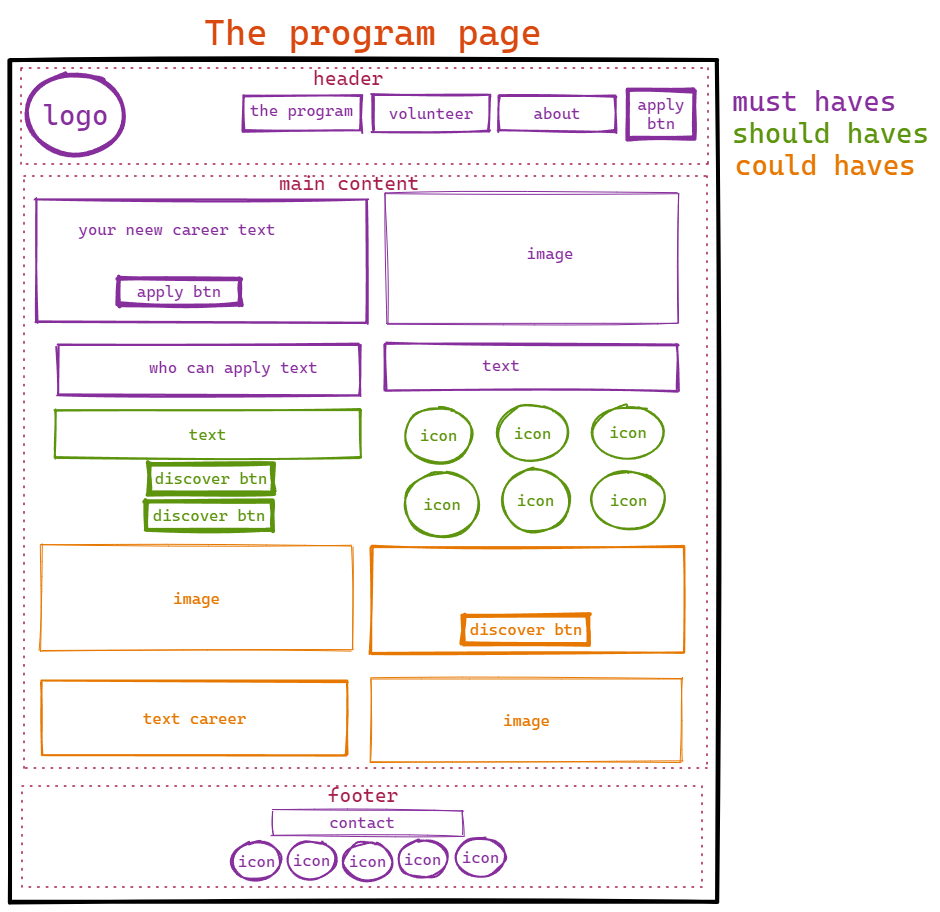 The program page
header
logo
the program
volunteer
about
apply
btn
must haves
should haves
could haves
main content
your neew career text
apply btn
image
who can apply text
text
text
discover btn
discover btn
icon
icon
icon
icon
icon
icon
image
discover btn
text career
image
footer
contact
icon
icon
icon
icon
icon